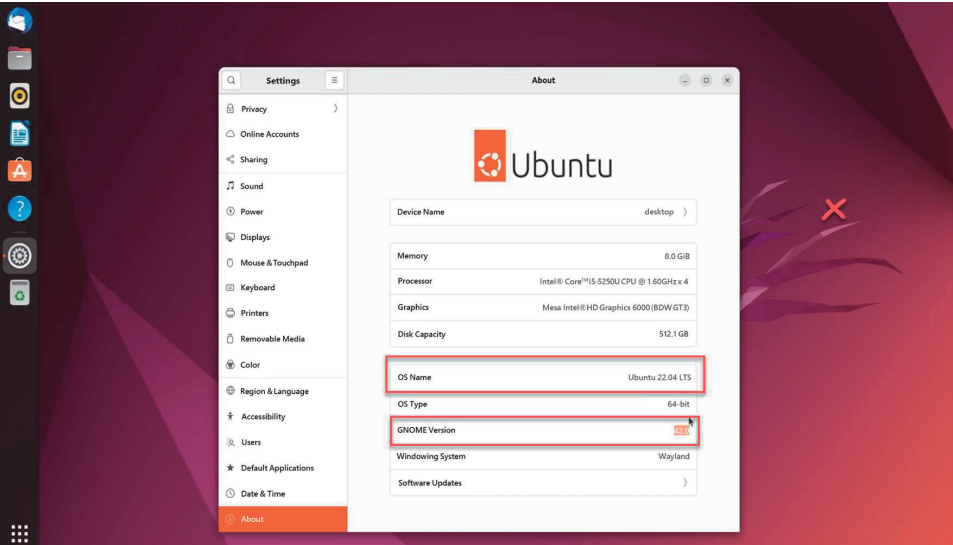 Settings
About
Privacy
Online Accounts
Sharing
Sound
Power
Displays
Mouse & Touchpad
Keyboard
Printers
Removable Media
Color
Region & Language
Accessibility
Users
Default Applications
Date & Time
About
Ubuntu
Device Name desktop
Memory 8.0 GiB
Processor Intel® Core™ i5-5250U CPU @ 1.60GHz x 4
Graphics Mesa Intel® HD Graphics 6000 (BDW GT3)
Disk Capacity 512.1 GB
OS Name Ubuntu 22.04 LTS
OS Type 64-bit
GNOME Version 42.0
Windowing System Wayland
Software Updates